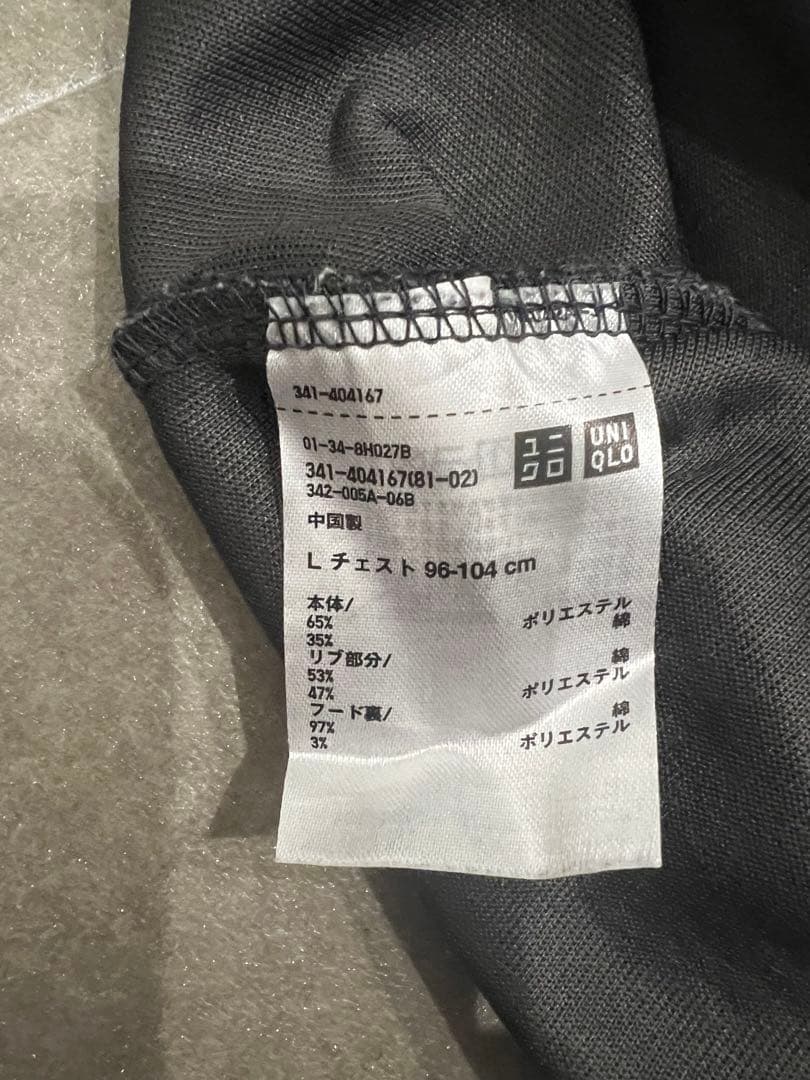 341-404167
01-34-8H027B
341-404167(81-02)
342-005A-06B
ユニ
クロ
UNI
QLO
中国製
L チェスト 96-104 cm
本体/
65% ポリエステル
35% 綿
リブ部分/
53% 綿
47% ポリエステル
フード裏/
97% 綿
3% ポリエステル